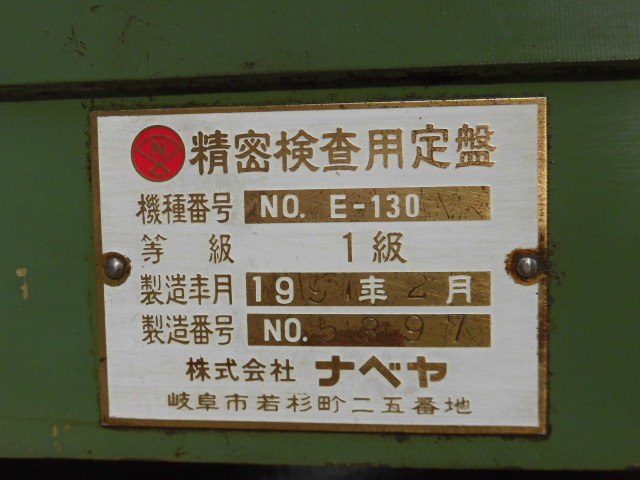 N 精密検査用定盤
機種番号 NO. E-130
等級 1級
製造年月 19 年 2月
製造番号 NO. 5897
株式会社 ナベヤ
岐阜市若杉町二五番地